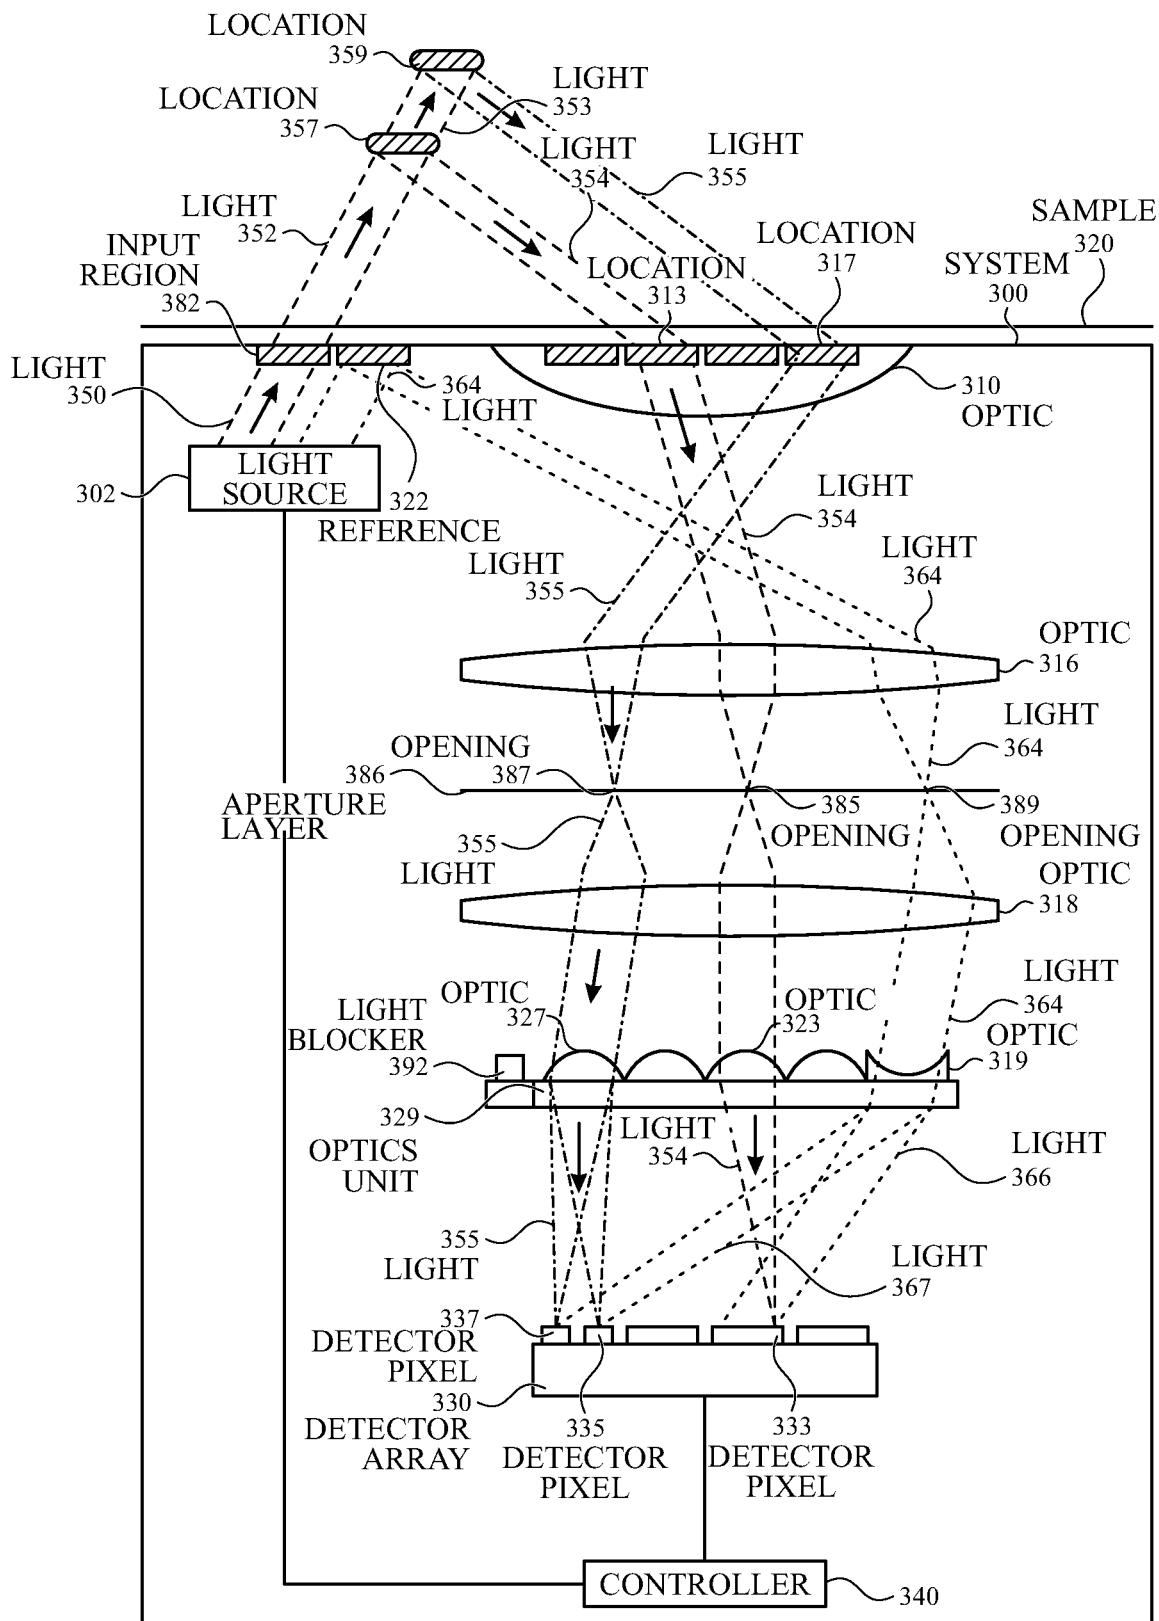 LOCATION
359
LIGHT
353
LOCATION
357
LIGHT
354
LIGHT
355
LIGHT
352
SAMPLE
320
INPUT
REGION
382
LOCATION
317
LOCATION
313
SYSTEM
300
LIGHT
350
364
LIGHT
310
OPTIC
LIGHT
SOURCE
302
322
REFERENCE
LIGHT
354
LIGHT
355
LIGHT
364
OPTIC
316
LIGHT
364
OPENING
386
387
385
389
APERTURE
LAYER
OPENING
OPENING
355
LIGHT
OPTIC
318
LIGHT
364
OPTIC
327
OPTIC
323
LIGHT
BLOCKER
392
OPTIC
319
329
OPTICS
UNIT
LIGHT
354
LIGHT
366
355
LIGHT
LIGHT
367
337
DETECTOR
PIXEL
330
DETECTOR
ARRAY
335
DETECTOR
PIXEL
333
DETECTOR
PIXEL
CONTROLLER
340